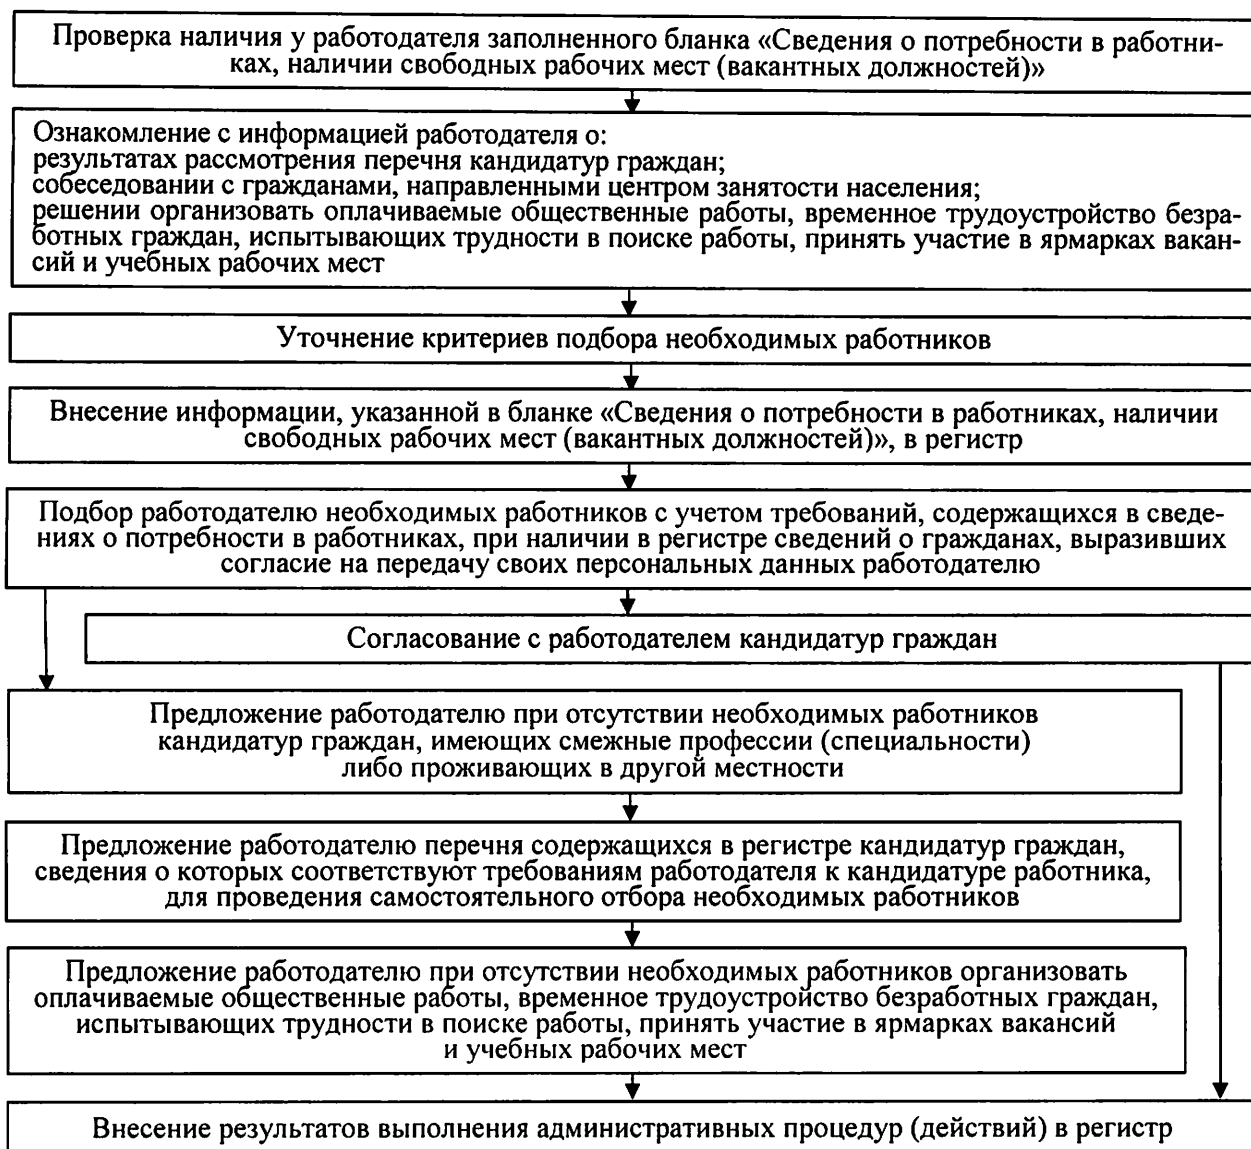 Проверка наличия у работодателя заполненного бланка «Сведения о потребности в работни-
ках, наличии свободных рабочих мест (вакантных должностей)»
Ознакомление с информацией работодателя о:
результатах рассмотрения перечня кандидатур граждан;
собеседовании с гражданами, направленными центром занятости населения;
решении организовать оплачиваемые общественные работы, временное трудоустройство безра-
ботных граждан, испытывающих трудности в поиске работы, принять участие в ярмарках вакан-
сий и учебных рабочих мест
Уточнение критериев подбора необходимых работников
Внесение информации, указанной в бланке «Сведения о потребности в работниках, наличии
свободных рабочих мест (вакантных должностей)», в регистр
Подбор работодателю необходимых работников с учетом требований, содержащихся в сведе-
ниях о потребности в работниках, при наличии в регистре сведений о гражданах, выразивших
согласие на передачу своих персональных данных работодателю
Согласование с работодателем кандидатур граждан
Предложение работодателю при отсутствии необходимых работников
кандидатур граждан, имеющих смежные профессии (специальности)
либо проживающих в другой местности
Предложение работодателю перечня содержащихся в регистре кандидатур граждан,
сведения о которых соответствуют требованиям работодателя к кандидатуре работника,
для проведения самостоятельного отбора необходимых работников
Предложение работодателю при отсутствии необходимых работников организовать
оплачиваемые общественные работы, временное трудоустройство безработных граждан,
испытывающих трудности в поиске работы, принять участие в ярмарках вакансий
и учебных рабочих мест
Внесение результатов выполнения административных процедур (действий) в регистр